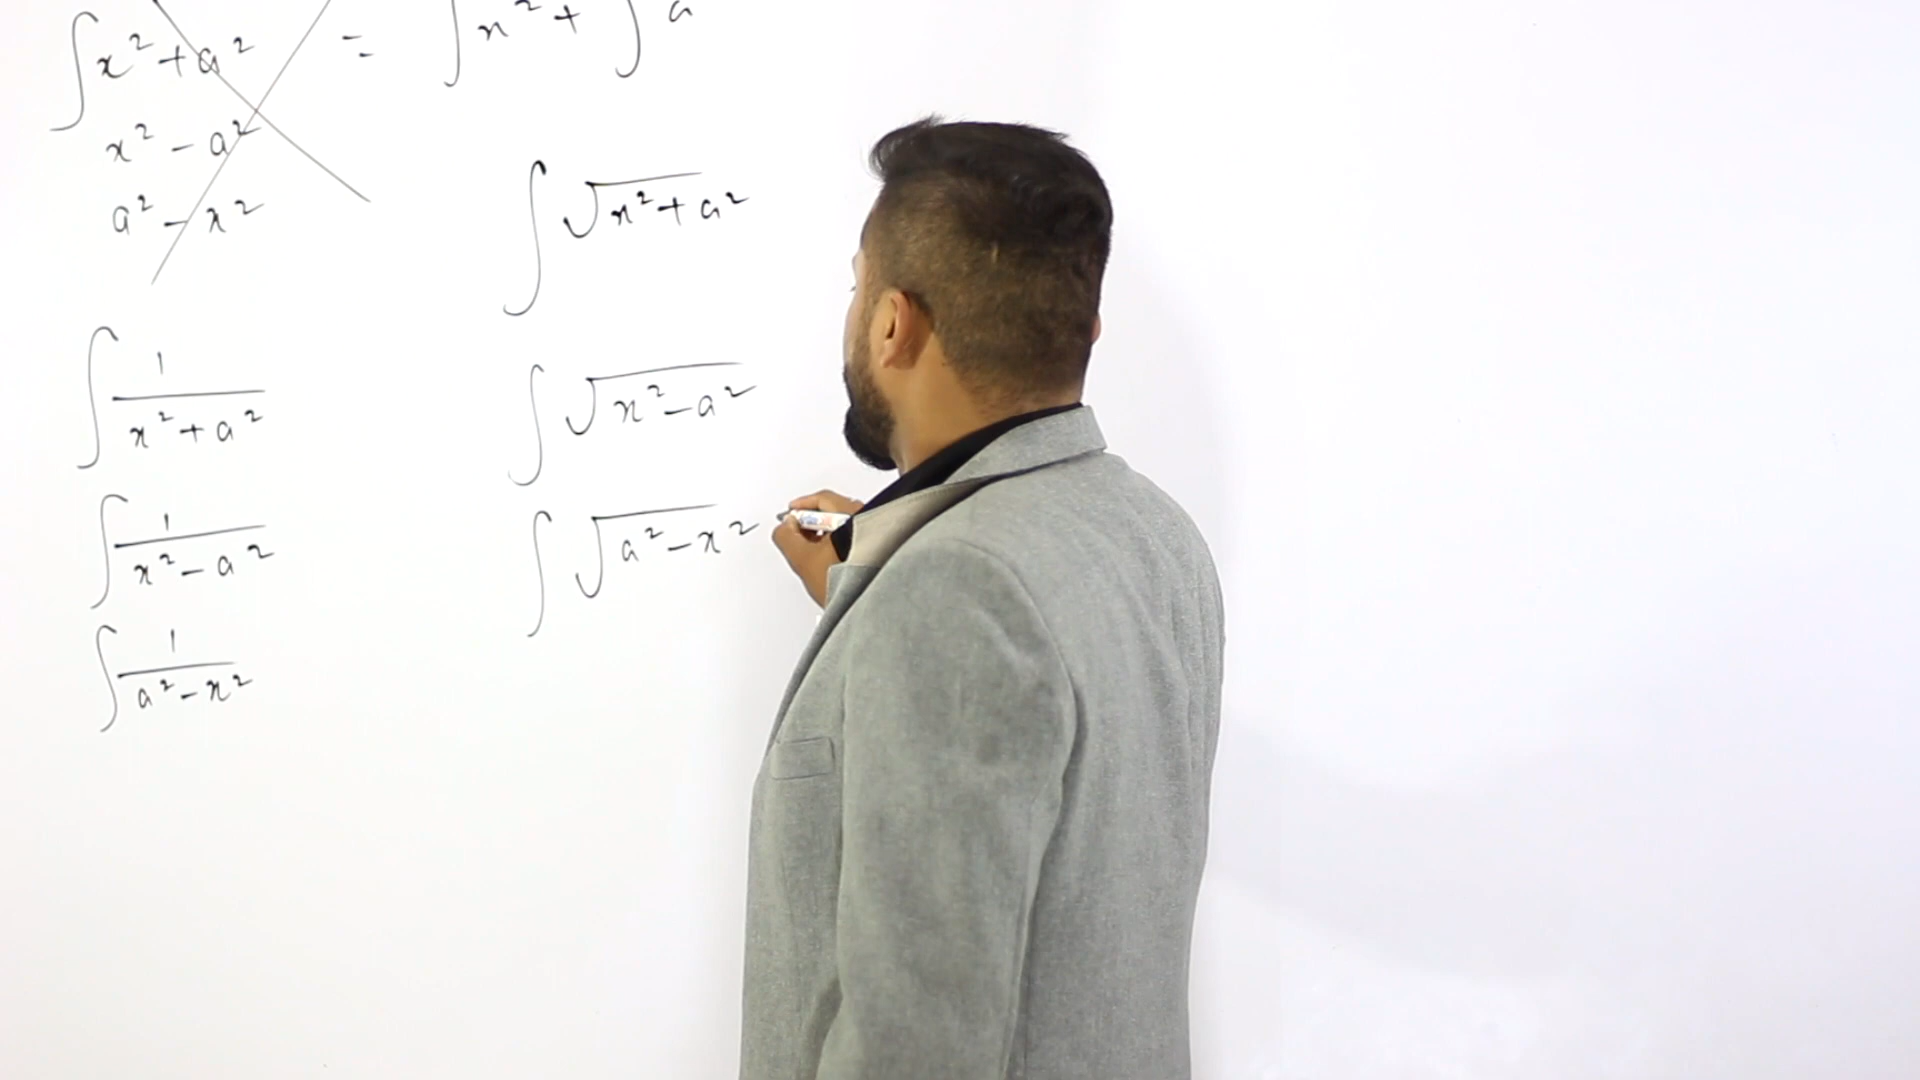 ∫ x² + a² = ∫ x² + ∫ a
x² − a²
a² − x²
∫ 1/(x² + a²)
∫ 1/(x² − a²)
∫ 1/(a² − x²)
∫ √(x² + a²)
∫ √(x² − a²)
∫ √(a² − x²)